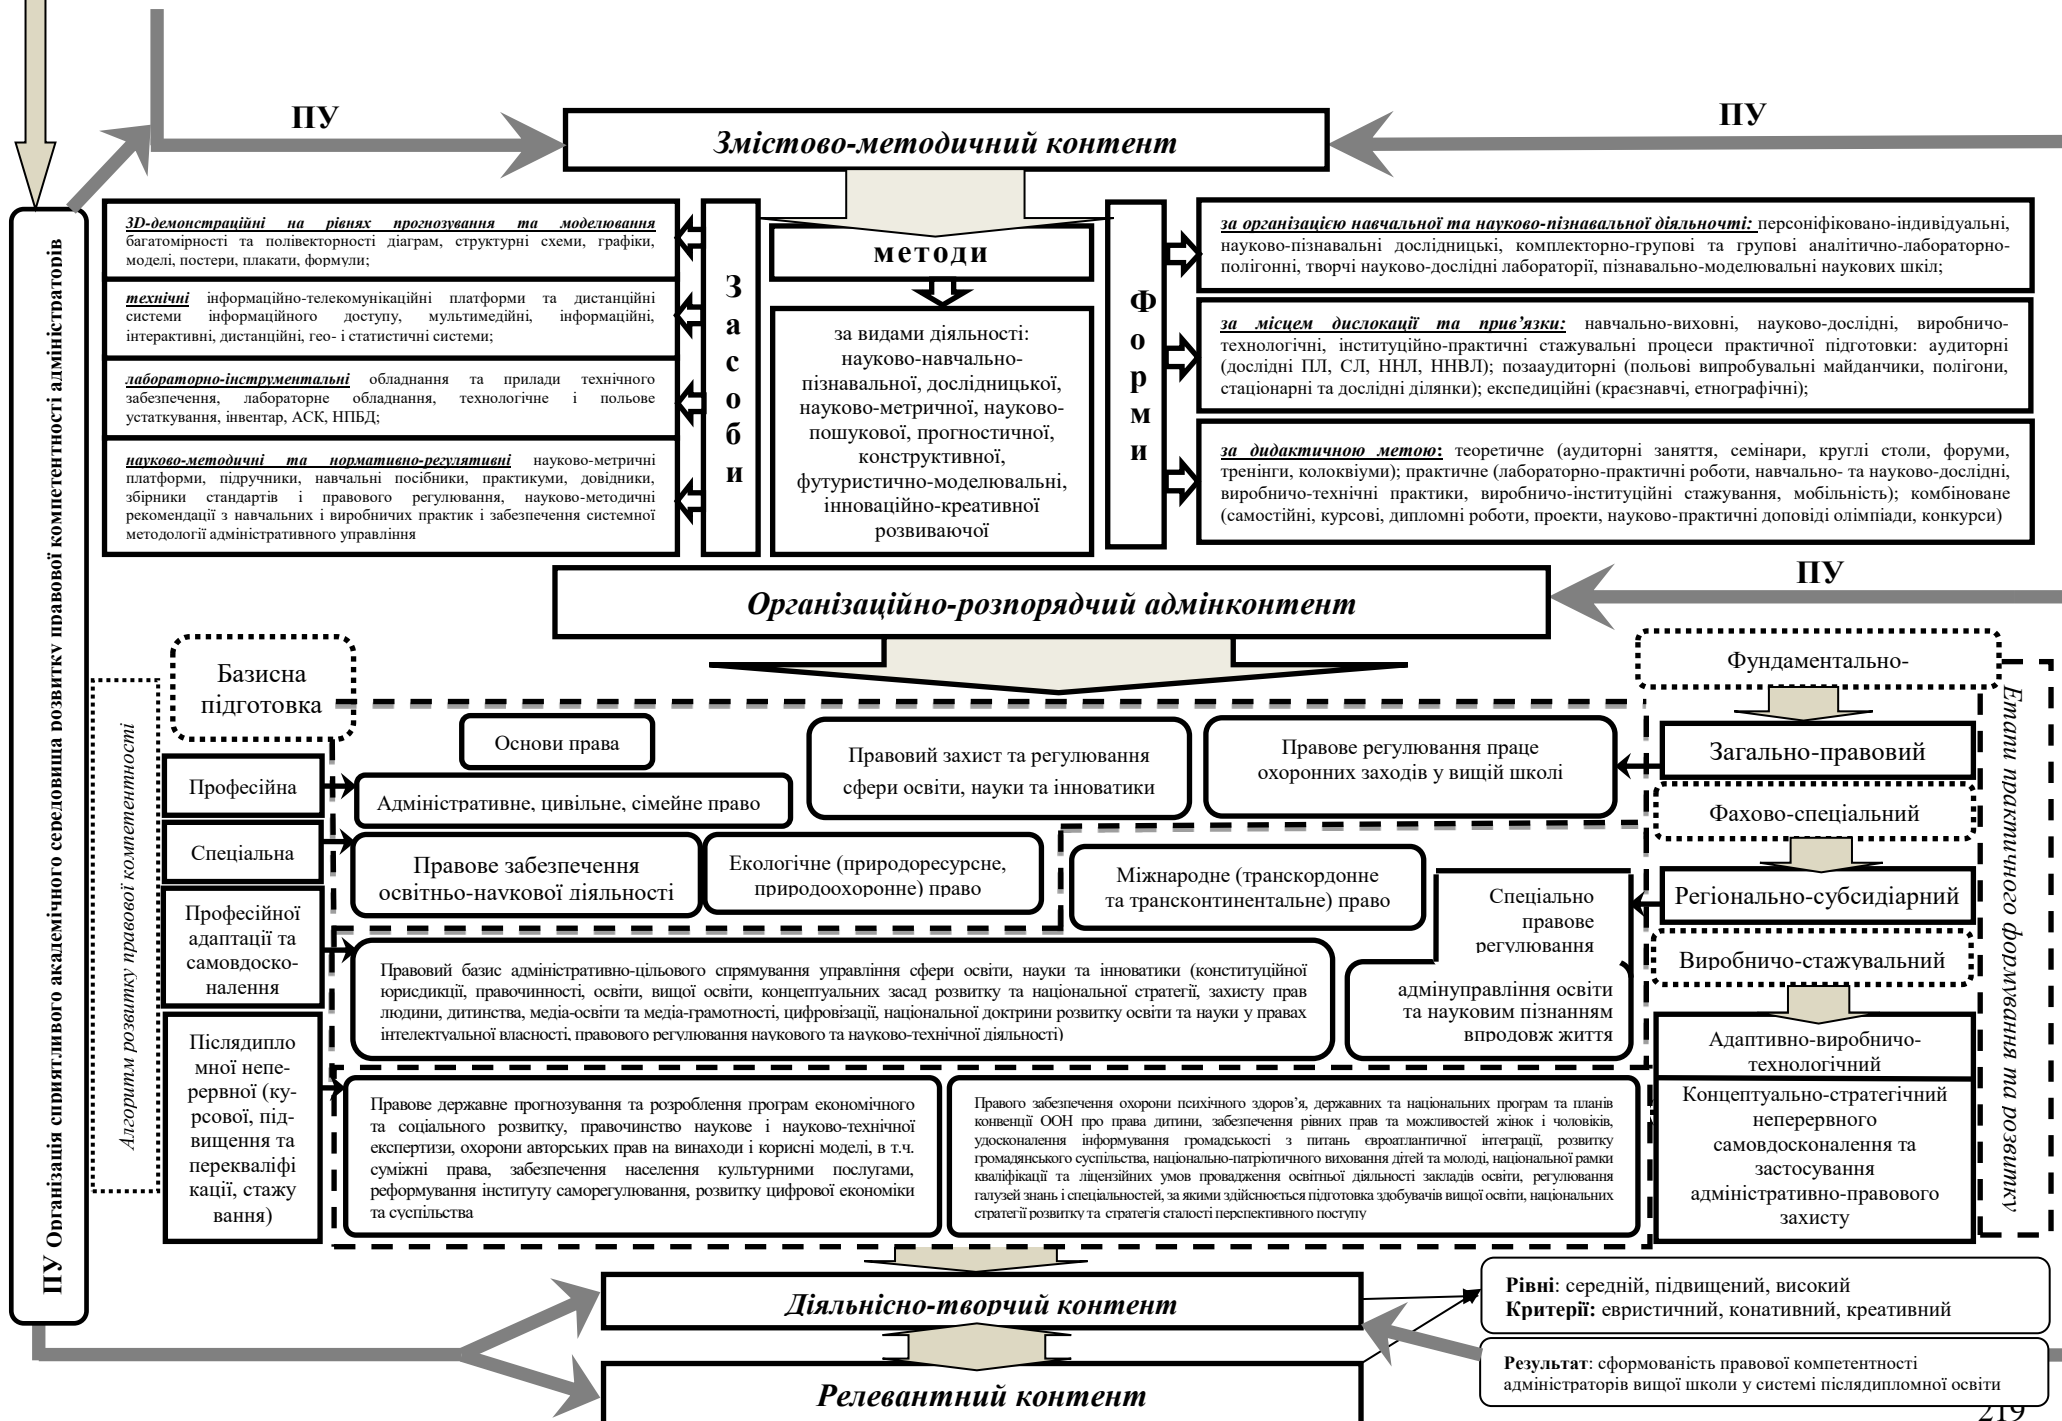 ПУ
ПУ
Змістово-методичний контент
ПУ Організація сприятливого академічного середовища розвитку правової компетентності адміністраторів
3D-демонстраційні на рівнях прогнозування та моделювання
багатомірності та полівекторності діаграм, структурні схеми, графіки,
моделі, постери, плакати, формули;
технічні інформаційно-телекомунікаційні платформи та дистанційні
системи інформаційного доступу, мультимедійні, інформаційні,
інтерактивні, дистанційні, гео- і статистичні системи;
лабораторно-інструментальні обладнання та прилади технічного
забезпечення, лабораторне обладнання, технологічне і польове
устаткування, інвентар, АСК, НПБД;
науково-методичні та нормативно-регулятивні науково-метричні
платформи, підручники, навчальні посібники, практикуми, довідники,
збірники стандартів і правового регулювання, науково-методичні
рекомендації з навчальних і виробничих практик і забезпечення системної
методології адміністративного управління
Засоби
методи
за видами діяльності:
науково-навчально-
пізнавальної, дослідницької,
науково-метричної, науково-
пошукової, прогностичної,
конструктивної,
футуристично-моделювальні,
інноваційно-креативної
розвиваючої
Форми
за організацією навчальної та науково-пізнавальної діяльночті: персоніфіковано-індивідуальні,
науково-пізнавальні дослідницькі, комплекторно-групові та групові аналітично-лабораторно-
полігонні, творчі науково-дослідні лабораторії, пізнавально-моделювальні наукових шкіл;
за місцем дислокації та прив’язки: навчально-виховні, науково-дослідні, виробничо-
технологічні, інституційно-практичні стажувальні процеси практичної підготовки: аудиторні
(дослідні ПЛ, СЛ, ННЛ, ННВЛ); позааудиторні (польові випробувальні майданчики, полігони,
стаціонарні та дослідні ділянки); експедиційні (краєзнавчі, етнографічні);
за дидактичною метою: теоретичне (аудиторні заняття, семінари, круглі столи, форуми,
тренінги, колоквіуми); практичне (лабораторно-практичні роботи, навчально- та науково-дослідні,
виробничо-технічні практики, виробничо-інституційні стажування, мобільність); комбіноване
(самостійні, курсові, дипломні роботи, проекти, науково-практичні доповіді олімпіади, конкурси)
ПУ
Організаційно-розпорядчий адмінконтент
Алгоритм розвитку правової компетентності
Базисна
підготовка
Професійна
Спеціальна
Професійної
адаптації та
самовдоско-
налення
Післядипло
мної непе-
рервної (ку-
рсової, під-
вищення та
перекваліфі
кації, стажу
вання)
Основи права
Адміністративне, цивільне, сімейне право
Правовий захист та регулювання
сфери освіти, науки та інноватики
Правове регулювання праце
охоронних заходів у вищій школі
Правове забезпечення
освітньо-наукової діяльності
Екологічне (природоресурсне,
природоохоронне) право
Міжнародне (транскордонне
та трансконтинентальне) право
Спеціально
правове
регулювання
адмінуправління освіти
та науковим пізнанням
впродовж життя
Правовий базис адміністративно-цільового спрямування управління сфери освіти, науки та інноватики (конституційної
юрисдикції, правочинності, освіти, вищої освіти, концептуальних засад розвитку та національної стратегії, захисту прав
людини, дитинства, медіа-освіти та медіа-грамотності, цифровізації, національної доктрини розвитку освіти та науки у правах
інтелектуальної власності, правового регулювання наукового та науково-технічної діяльності)
Правове державне прогнозування та розроблення програм економічного
та соціального розвитку, правочинство наукове і науково-технічної
експертизи, охорони авторських прав на винаходи і корисні моделі, в т.ч.
суміжні права, забезпечення населення культурними послугами,
реформування інституту саморегулювання, розвитку цифрової економіки
та суспільства
Правого забезпечення охорони психічного здоров’я, державних та національних програм та планів
конвенції ООН про права дитини, забезпечення рівних прав та можливостей жінок і чоловіків,
удосконалення інформування громадськості з питань євроатлантичної інтеграції, розвитку
громадянського суспільства, національно-патріотичного виховання дітей та молоді, національної рамки
кваліфікації та ліцензійних умов провадження освітньої діяльності закладів освіти, регулювання
галузей знань і спеціальностей, за якими здійснюється підготовка здобувачів вищої освіти, національних
стратегії розвитку та стратегія сталості перспективного поступу
Фундаментально-
Загально-правовий
Фахово-спеціальний
Регіонально-субсидіарний
Виробничо-стажувальний
Адаптивно-виробничо-
технологічний
Концептуально-стратегічний
неперервного
самовдосконалення та
застосування
адміністративно-правового
захисту
Етапи практичного формування та розвитку
Діяльнісно-творчий контент
Релевантний контент
Рівні: середній, підвищений, високий
Критерії: евристичний, конативний, креативний
Результат: сформованість правової компетентності
адміністраторів вищої школи у системі післядипломної освіти
219